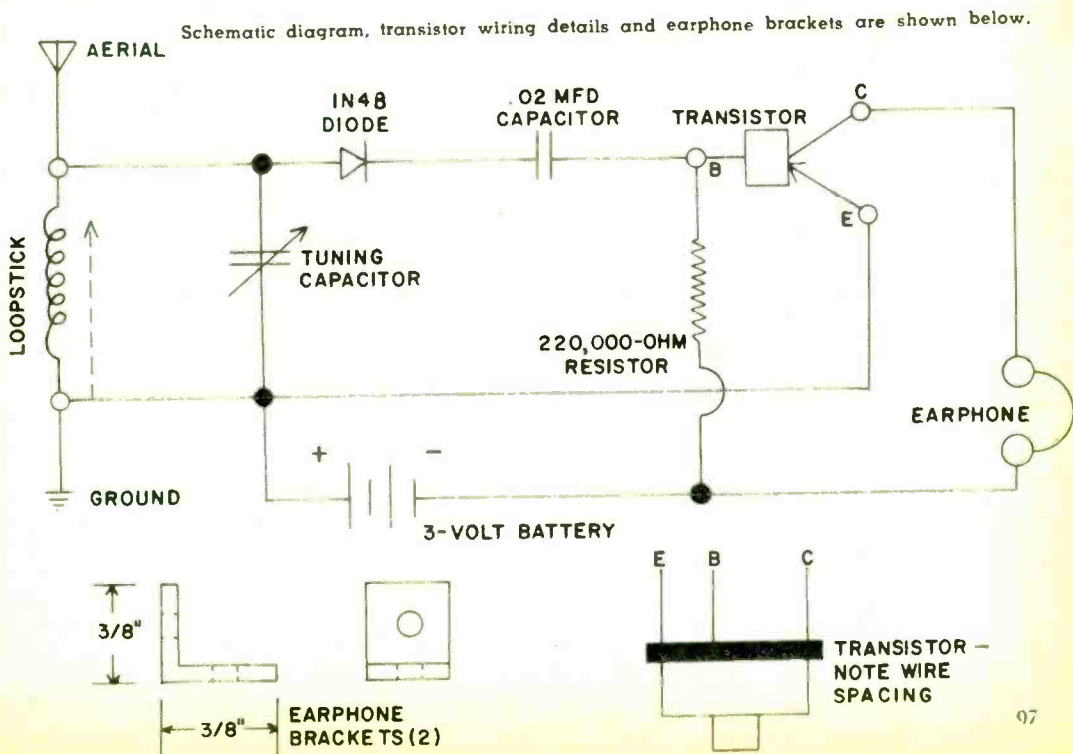 Schematic diagram, transistor wiring details and earphone brackets are shown below.
AERIAL
1N48
DIODE
.02 MFD
CAPACITOR
TRANSISTOR
C
B
E
LOOPSTICK
TUNING
CAPACITOR
220,000-OHM
RESISTOR
EARPHONE
+
-
GROUND
3-VOLT BATTERY
E B C
3/8"
3/8"
EARPHONE
BRACKETS (2)
TRANSISTOR —
NOTE WIRE
SPACING
97